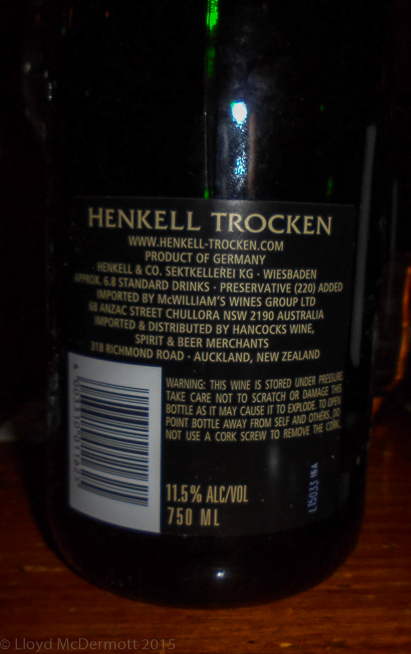 HENKELL TROCKEN
WWW.HENKELL-TROCKEN.COM
PRODUCT OF GERMANY
HENKELL & CO. SEKTKELLEREI KG · WIESBADEN
APPROX. 6.8 STANDARD DRINKS · PRESERVATIVE (220) ADDED
IMPORTED BY McWILLIAM'S WINES GROUP LTD
68 ANZAC STREET CHULLORA NSW 2190 AUSTRALIA
IMPORTED & DISTRIBUTED BY HANCOCKS WINE,
SPIRIT & BEER MERCHANTS
318 RICHMOND ROAD - AUCKLAND, NEW ZEALAND
WARNING: THIS WINE IS STORED UNDER PRESSURE.
TAKE CARE NOT TO SCRATCH OR DAMAGE THIS
BOTTLE AS IT MAY CAUSE IT TO EXPLODE. TO OPEN
POINT BOTTLE AWAY FROM SELF AND OTHERS. DO
NOT USE A CORK SCREW TO REMOVE THE CORK.
11.5% ALC/VOL
750 ML
L15033
© Lloyd McDermott 2015